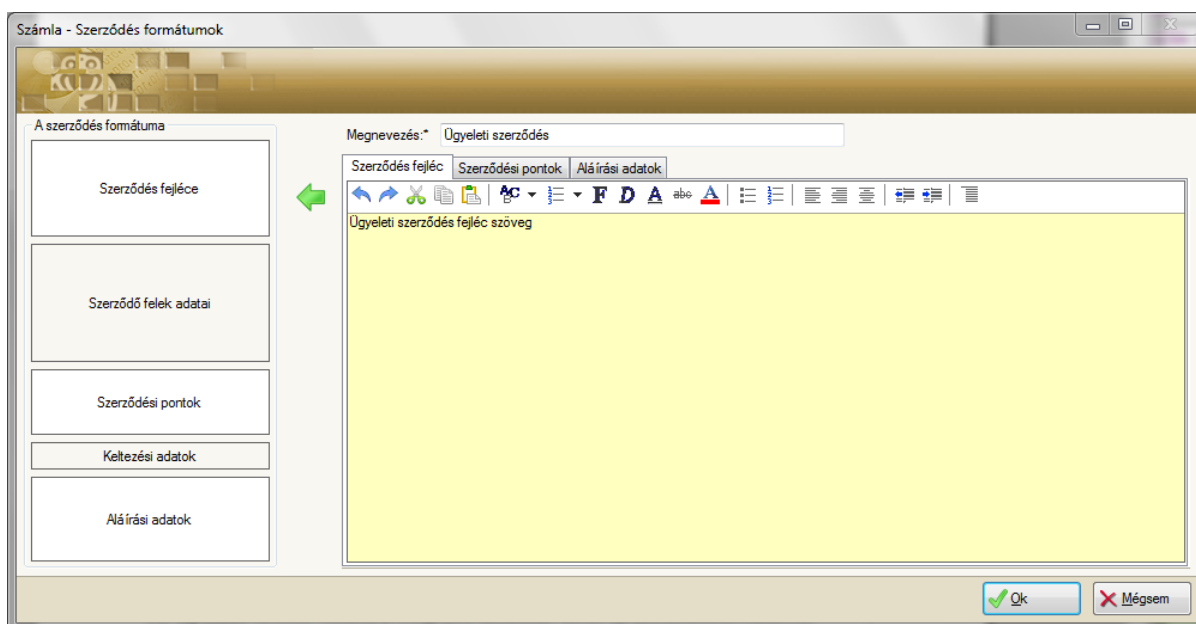 Számla - Szerződés formátumok
A szerződés formátuma
Szerződés fejléce
Szerződő felek adatai
Szerződési pontok
Keltezési adatok
Aláírási adatok
Megnevezés:* Ügyeleti szerződés
Szerződés fejléc Szerződési pontok Aláírási adatok
F D A abc A
Ügyeleti szerződés fejléc szöveg
Ok Mégsem